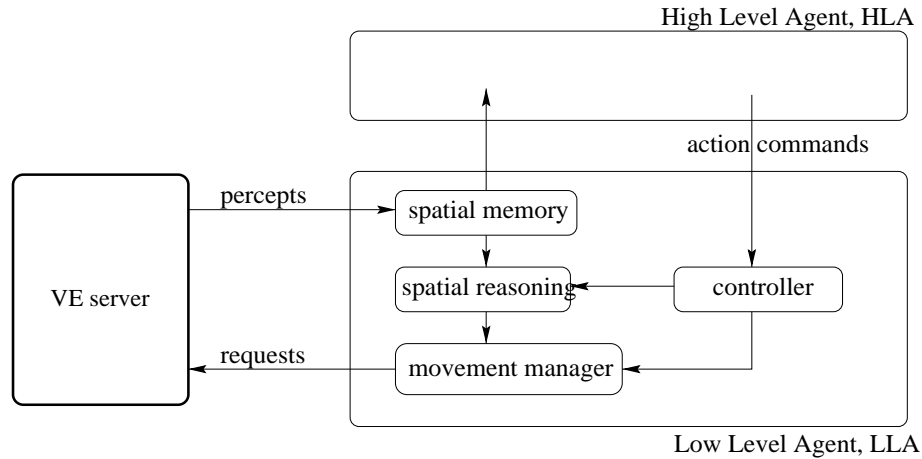 High Level Agent, HLA
action commands
percepts
spatial memory
VE server
spatial reasoning
controller
requests
movement manager
Low Level Agent, LLA